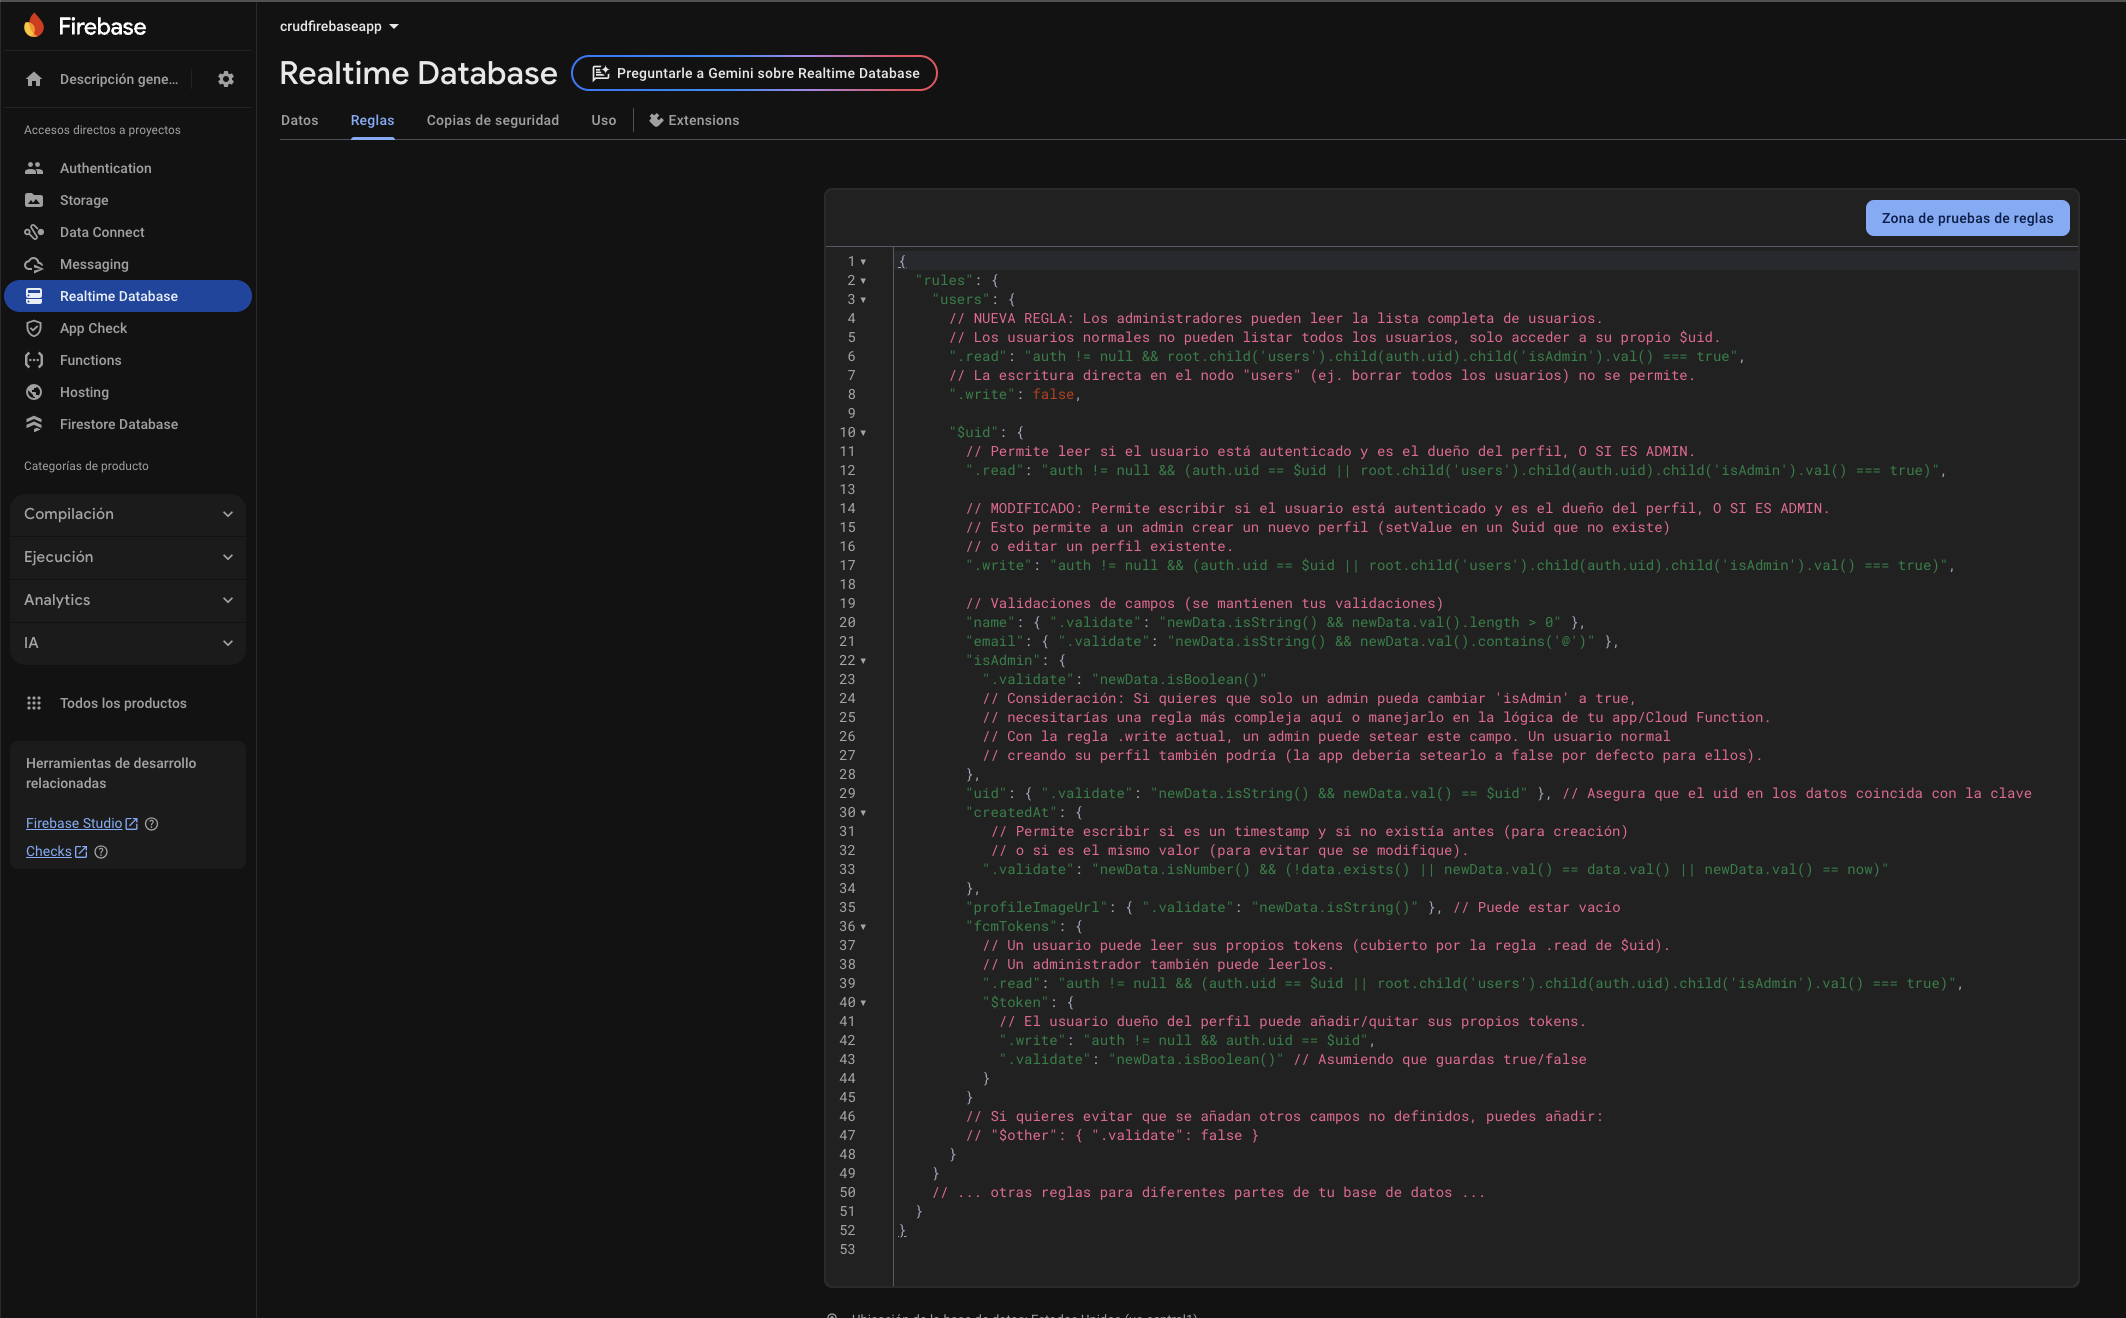 Firebase
Descripción gene...
Accesos directos a proyectos
Authentication
Storage
Data Connect
Messaging
Realtime Database
App Check
Functions
Hosting
Firestore Database
Categorías de producto
Compilación
Ejecución
Analytics
IA
Todos los productos
Herramientas de desarrollo
relacionadas
Firebase Studio
Checks
crudfirebaseapp
Realtime Database
Preguntarle a Gemini sobre Realtime Database
Datos Reglas Copias de seguridad Uso Extensions
Zona de pruebas de reglas
1 {
2 "rules": {
3 "users": {
4 // NUEVA REGLA: Los administradores pueden leer la lista completa de usuarios.
5 // Los usuarios normales no pueden listar todos los usuarios, solo acceder a su propio $uid.
6 ".read": "auth != null && root.child('users').child(auth.uid).child('isAdmin').val() === true",
7 // La escritura directa en el nodo "users" (ej. borrar todos los usuarios) no se permite.
8 ".write": false,
9
10 "$uid": {
11 // Permite leer si el usuario está autenticado y es el dueño del perfil, O SI ES ADMIN.
12 ".read": "auth != null && (auth.uid == $uid || root.child('users').child(auth.uid).child('isAdmin').val() === true)",
13
14 // MODIFICADO: Permite escribir si el usuario está autenticado y es el dueño del perfil, O SI ES ADMIN.
15 // Esto permite a un admin crear un nuevo perfil (setValue en un $uid que no existe)
16 // o editar un perfil existente.
17 ".write": "auth != null && (auth.uid == $uid || root.child('users').child(auth.uid).child('isAdmin').val() === true)",
18
19 // Validaciones de campos (se mantienen tus validaciones)
20 "name": { ".validate": "newData.isString() && newData.val().length > 0" },
21 "email": { ".validate": "newData.isString() && newData.val().contains('@')" },
22 "isAdmin": {
23 ".validate": "newData.isBoolean()"
24 // Consideración: Si quieres que solo un admin pueda cambiar 'isAdmin' a true,
25 // necesitarías una regla más compleja aquí o manejarlo en la lógica de tu app/Cloud Function.
26 // Con la regla .write actual, un admin puede setear este campo. Un usuario normal
27 // creando su perfil también podría (la app debería setearlo a false por defecto para ellos).
28 },
29 "uid": { ".validate": "newData.isString() && newData.val() == $uid" }, // Asegura que el uid en los datos coincida con la clave
30 "createdAt": {
31 // Permite escribir si es un timestamp y si no existía antes (para creación)
32 // o si es el mismo valor (para evitar que se modifique).
33 ".validate": "newData.isNumber() && (!data.exists() || newData.val() == data.val() || newData.val() == now)"
34 },
35 "profileImageUrl": { ".validate": "newData.isString()" }, // Puede estar vacío
36 "fcmTokens": {
37 // Un usuario puede leer sus propios tokens (cubierto por la regla .read de $uid).
38 // Un administrador también puede leerlos.
39 ".read": "auth != null && (auth.uid == $uid || root.child('users').child(auth.uid).child('isAdmin').val() === true)",
40 "$token": {
41 // El usuario dueño del perfil puede añadir/quitar sus propios tokens.
42 ".write": "auth != null && auth.uid == $uid",
43 ".validate": "newData.isBoolean()" // Asumiendo que guardas true/false
44 }
45 }
46 // Si quieres evitar que se añadan otros campos no definidos, puedes añadir:
47 // "$other": { ".validate": false }
48 }
49 }
50 // ... otras reglas para diferentes partes de tu base de datos ...
51 }
52 }
53
Ubicación de la base de datos: Estados Unidos (us-central1)